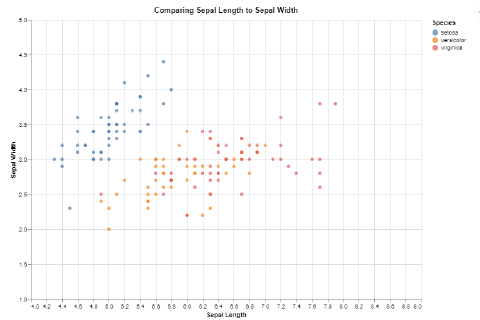 Comparing Sepal Length to Sepal Width
Species
setosa
versicolor
virginica
5.0
4.5
4.0
3.5
3.0
2.5
2.0
1.5
1.0
Sepal Width
4.0 4.2 4.4 4.6 4.8 5.0 5.2 5.4 5.6 5.8 6.0 6.2 6.4 6.6 6.8 7.0 7.2 7.4 7.6 7.8 8.0 8.2 8.4 8.6 8.8 9.0
Sepal Length